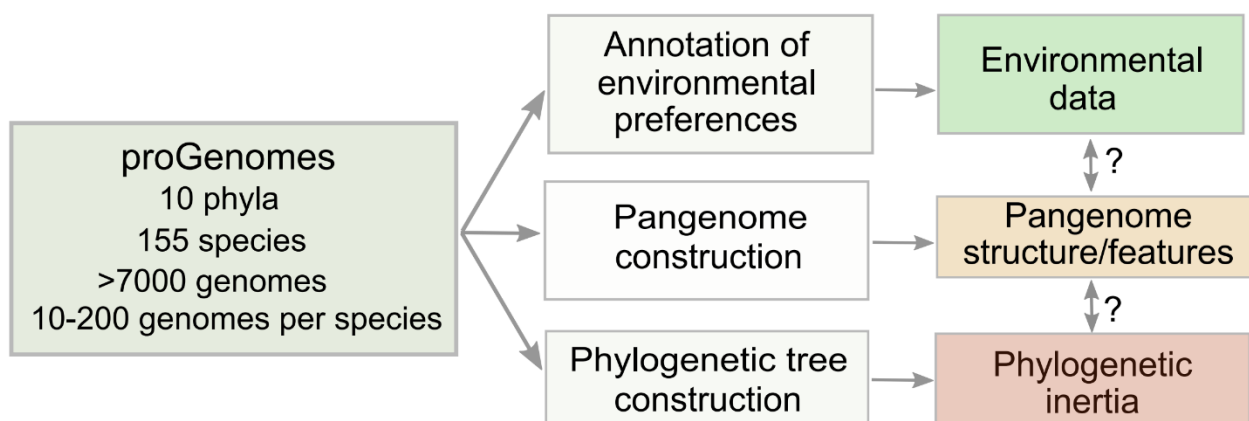 proGenomes
10 phyla
155 species
>7000 genomes
10-200 genomes per species
Annotation of
environmental
preferences
Environmental
data
?
Pangenome
construction
Pangenome
structure/features
?
Phylogenetic tree
construction
Phylogenetic
inertia